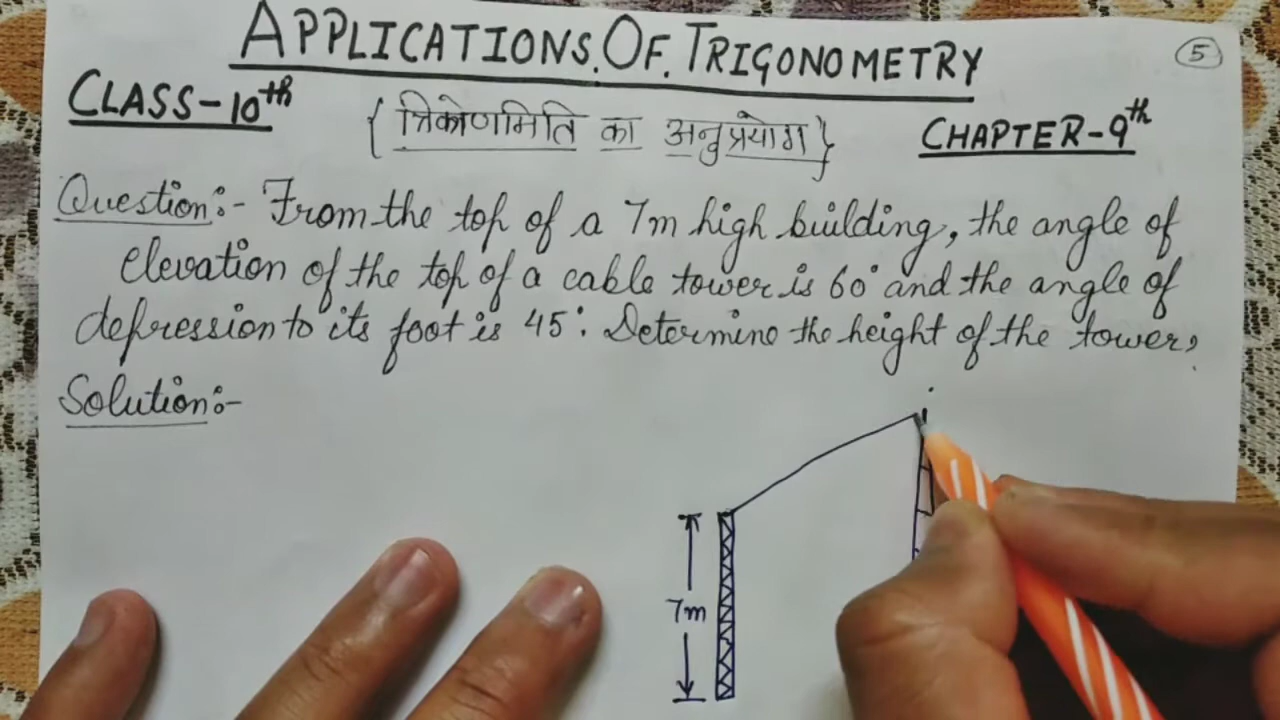 APPLICATIONS. OF. TRIGONOMETRY
5
CLASS-10th
{त्रिकोणमिति का अनुप्रयोग}
CHAPTER-9th
Question:- From the top of a 7m high building, the angle of
elevation of the top of a cable tower is 60° and the angle of
depression to its foot is 45°. Determine the height of the tower.
Solution:-
7m